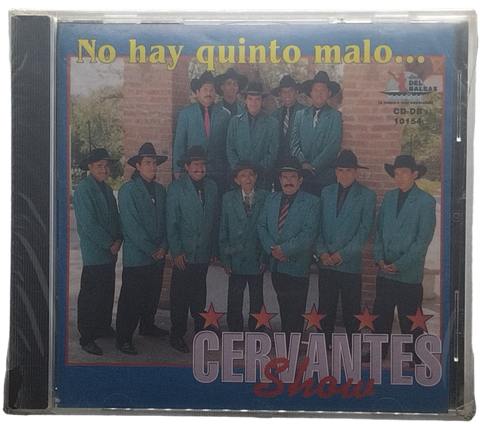 No hay quinto malo...
DEL
BALSAS
CD-DB
10154
CERVANTES
Show